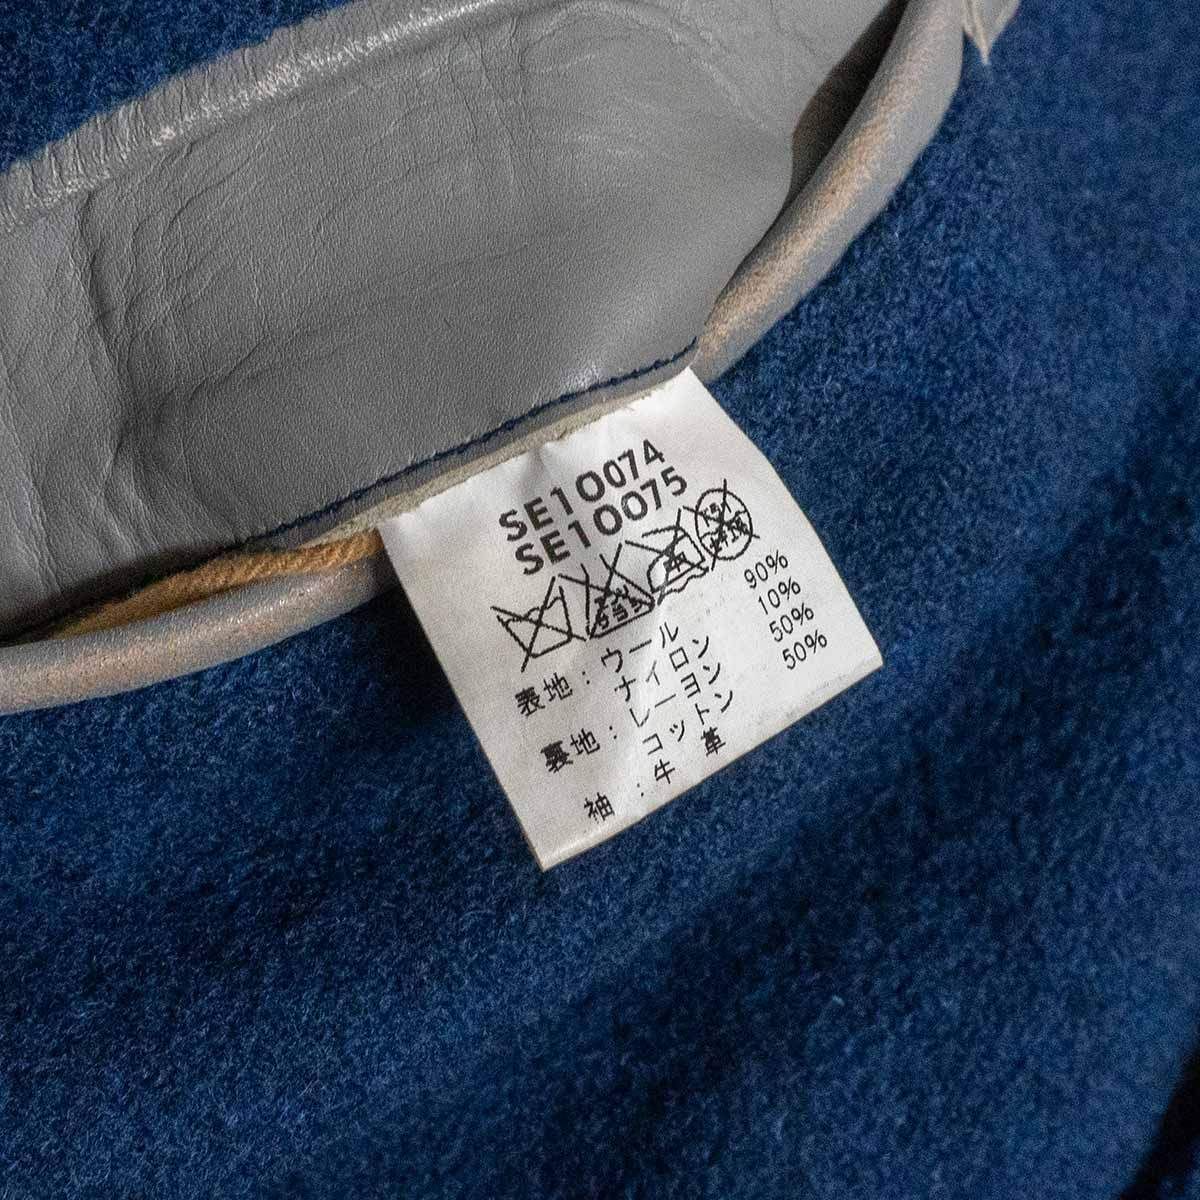 SE10074
SE10075
表地：ウール 90%
ナイロン 10%
裏地：レーヨン 50%
コットン 50%
袖：牛革